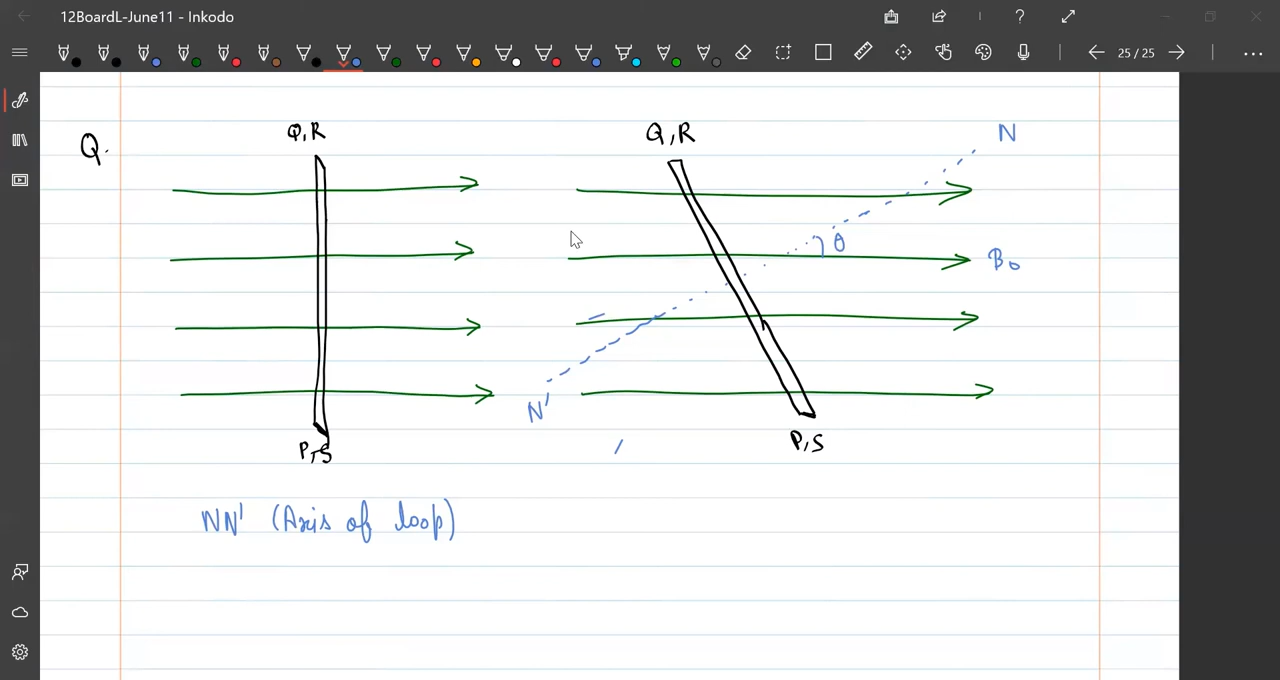 12BoardL-June11 - Inkodo
25 / 25
Q.
Q,R
Q,R
N
θ
B₀
N'
P,S
P,S
NN' (Axis of loop)